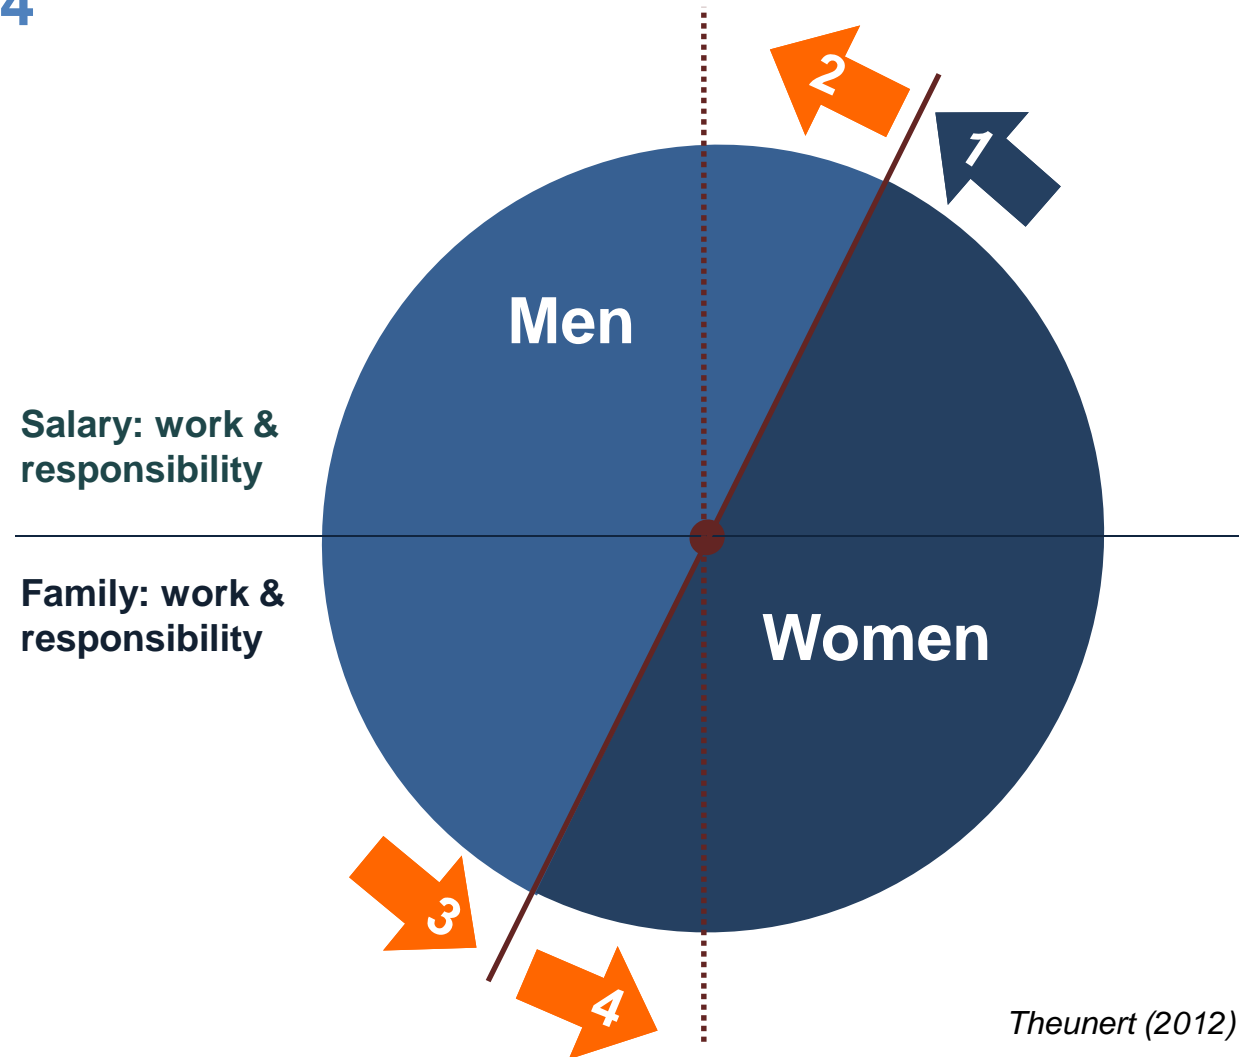 4
2
1
Men
Salary: work &
responsibility
Family: work &
responsibility
Women
3
4
Theunert (2012)